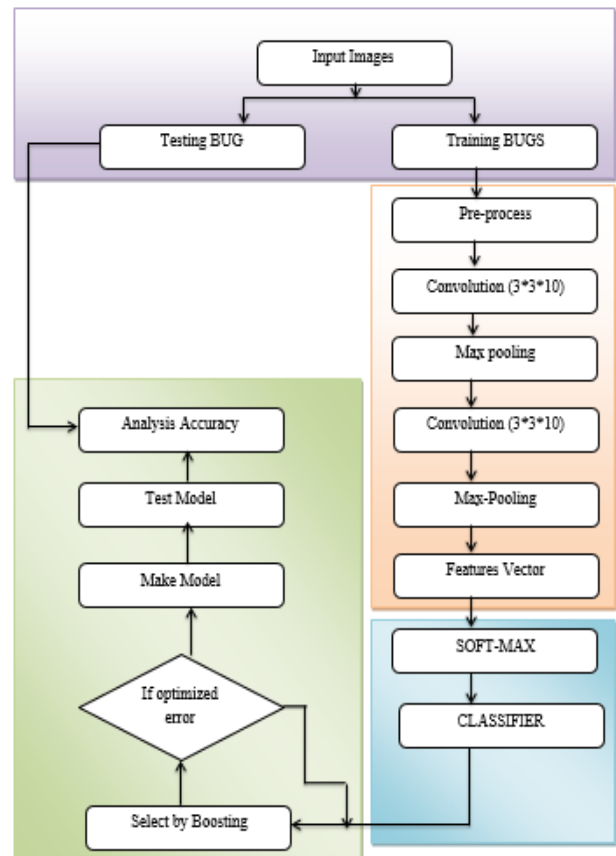 Input Images
Testing BUG
Training BUGS
Pre-process
Convolution (3*3*10)
Max pooling
Convolution (3*3*10)
Max-Pooling
Features Vector
SOFT-MAX
CLASSIFIER
Analysis Accuracy
Test Model
Make Model
If optimized
error
Select by Boosting